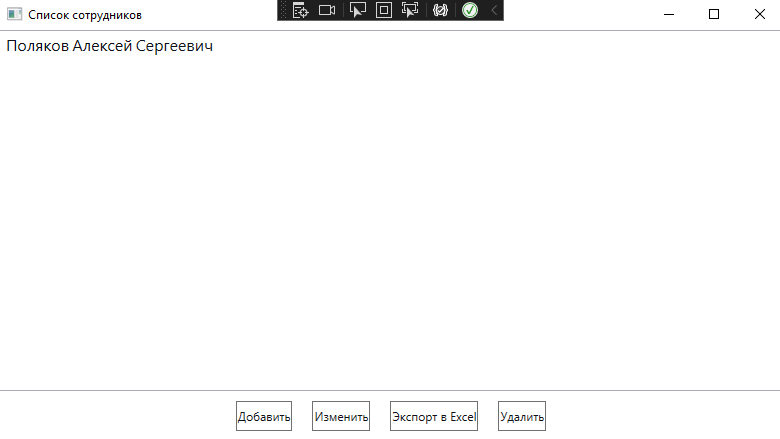 Список сотрудников
Поляков Алексей Сергеевич
Добавить Изменить Экспорт в Excel Удалить